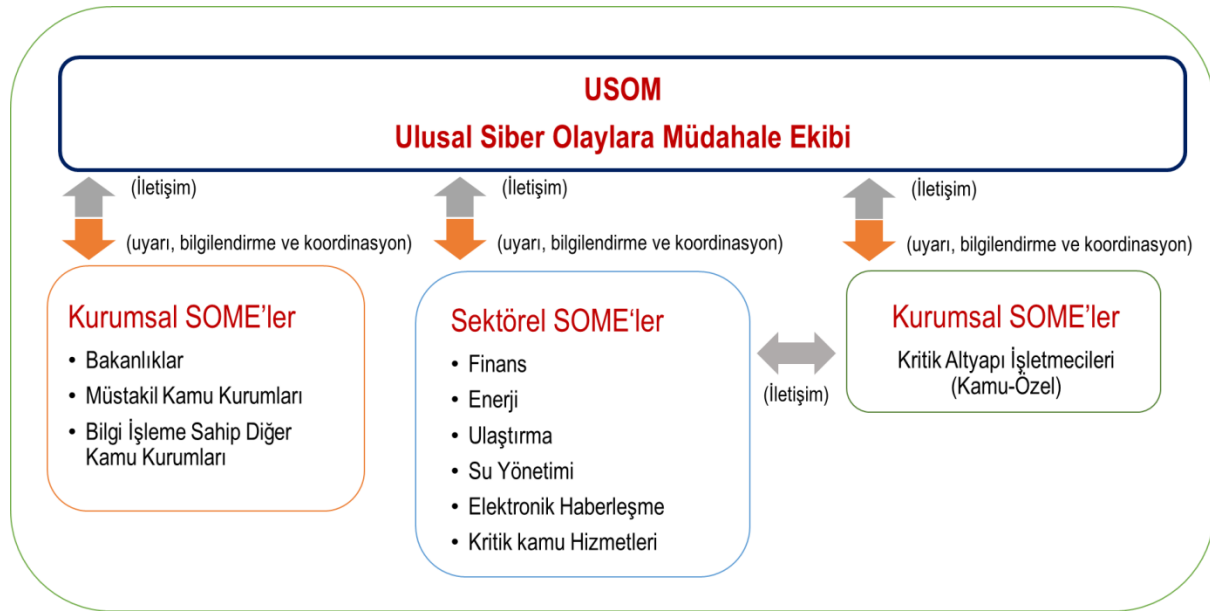 USOM
Ulusal Siber Olaylara Müdahale Ekibi
(İletişim)
(uyarı, bilgilendirme ve koordinasyon)
(İletişim)
(uyarı, bilgilendirme ve koordinasyon)
(İletişim)
(uyarı, bilgilendirme ve koordinasyon)
Kurumsal SOME’ler
• Bakanlıklar
• Müstakil Kamu Kurumları
• Bilgi İşleme Sahip Diğer
Kamu Kurumları
Sektörel SOME‘ler
• Finans
• Enerji
• Ulaştırma
• Su Yönetimi
• Elektronik Haberleşme
• Kritik kamu Hizmetleri
(İletişim)
Kurumsal SOME’ler
Kritik Altyapı İşletmecileri
(Kamu-Özel)